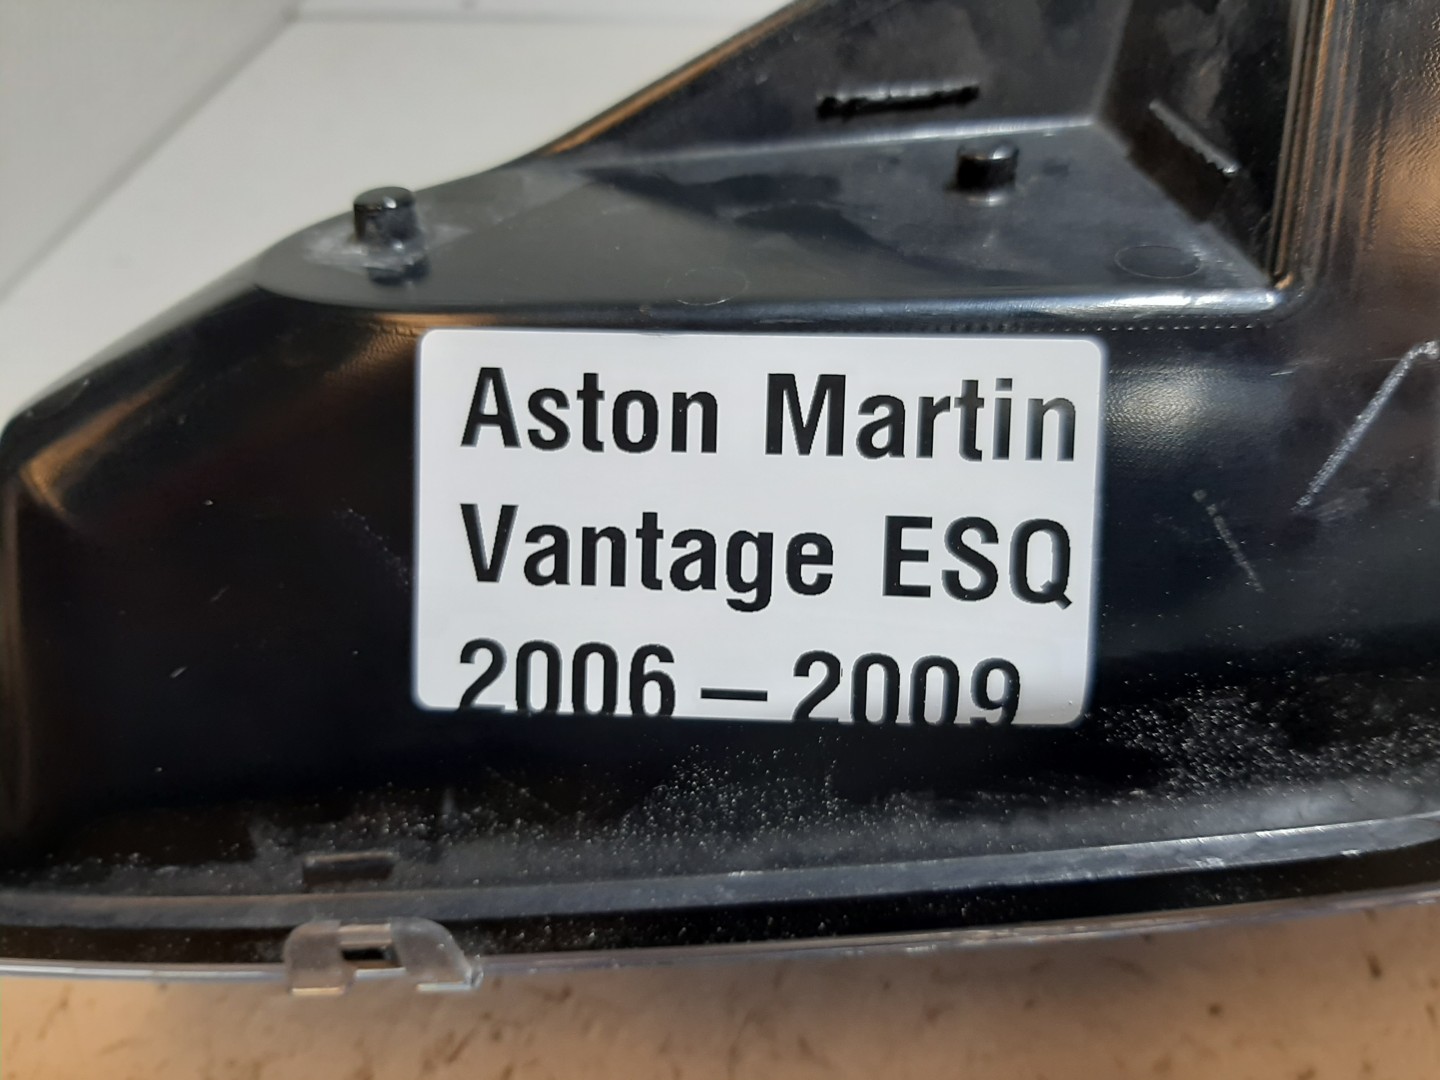 Aston Martin
Vantage ESQ
2006 – 2009